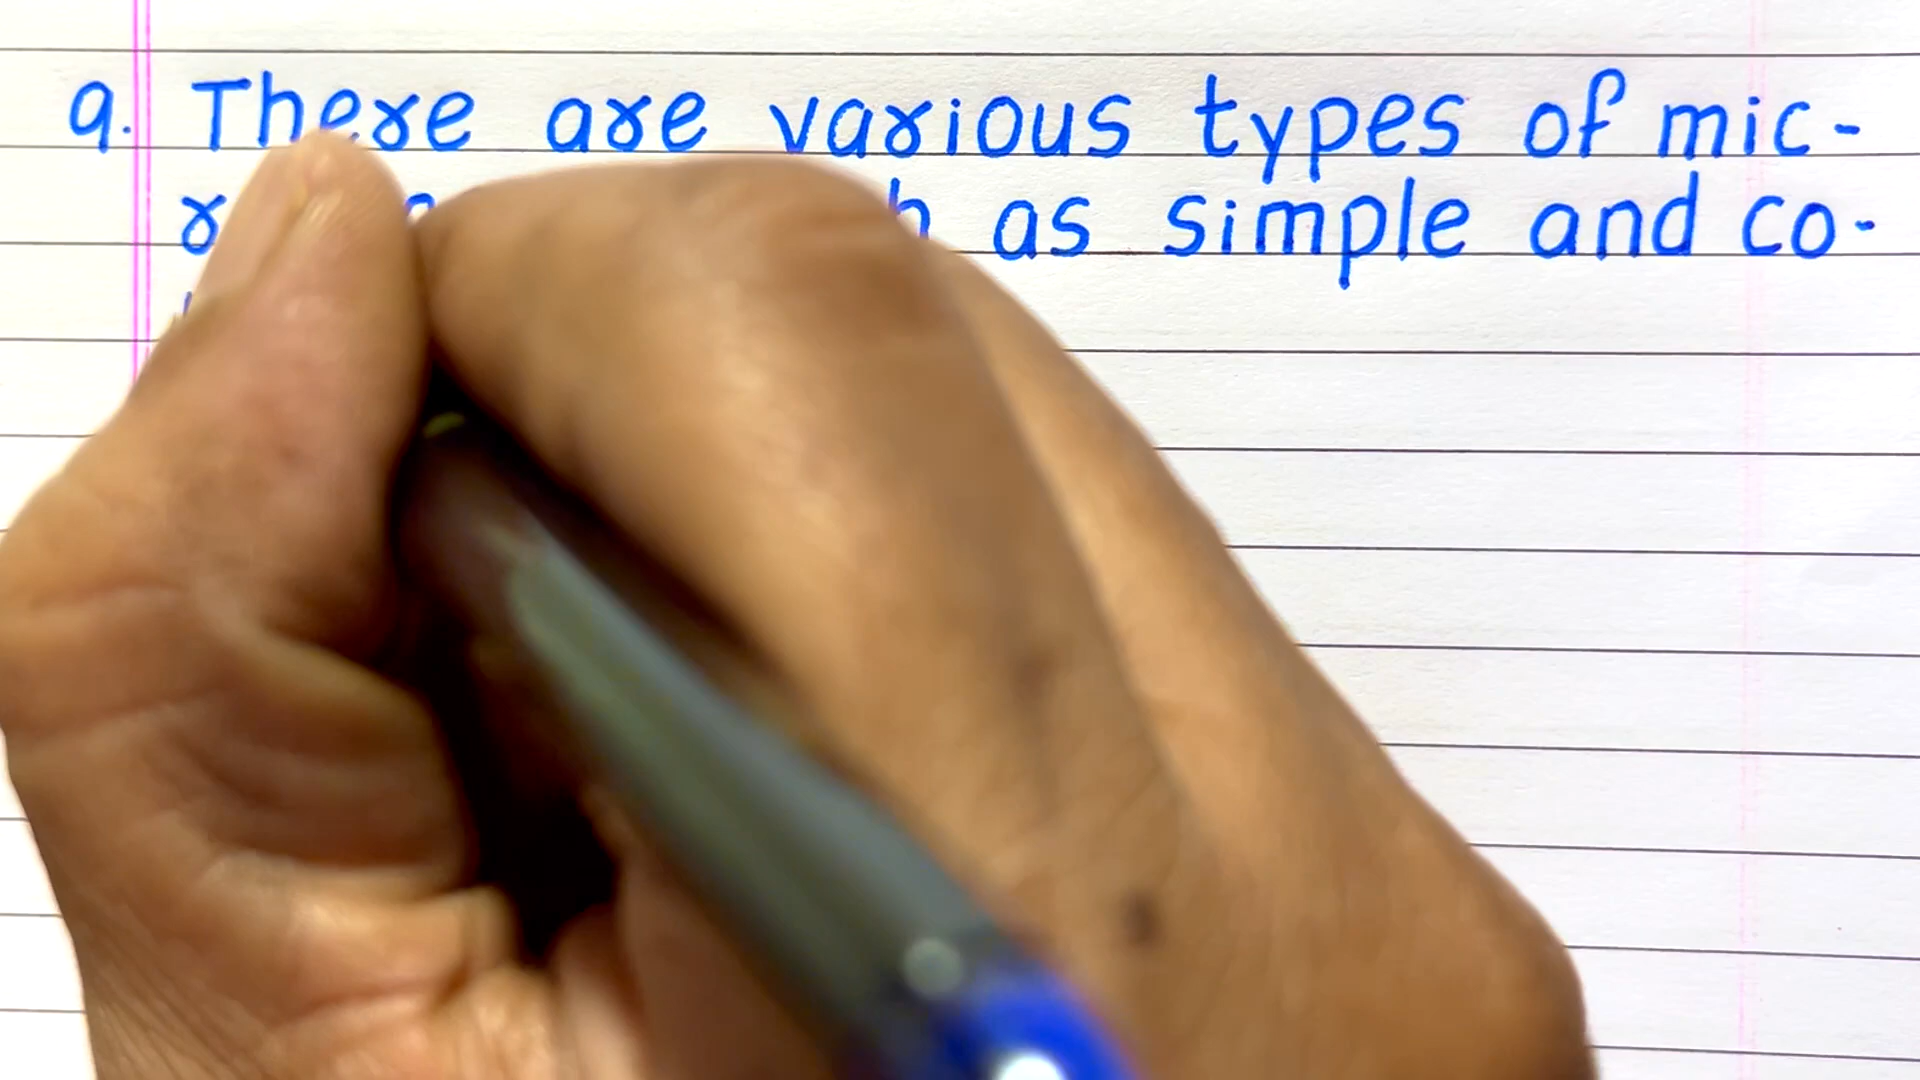 9. There are various types of mic-
as simple and co-